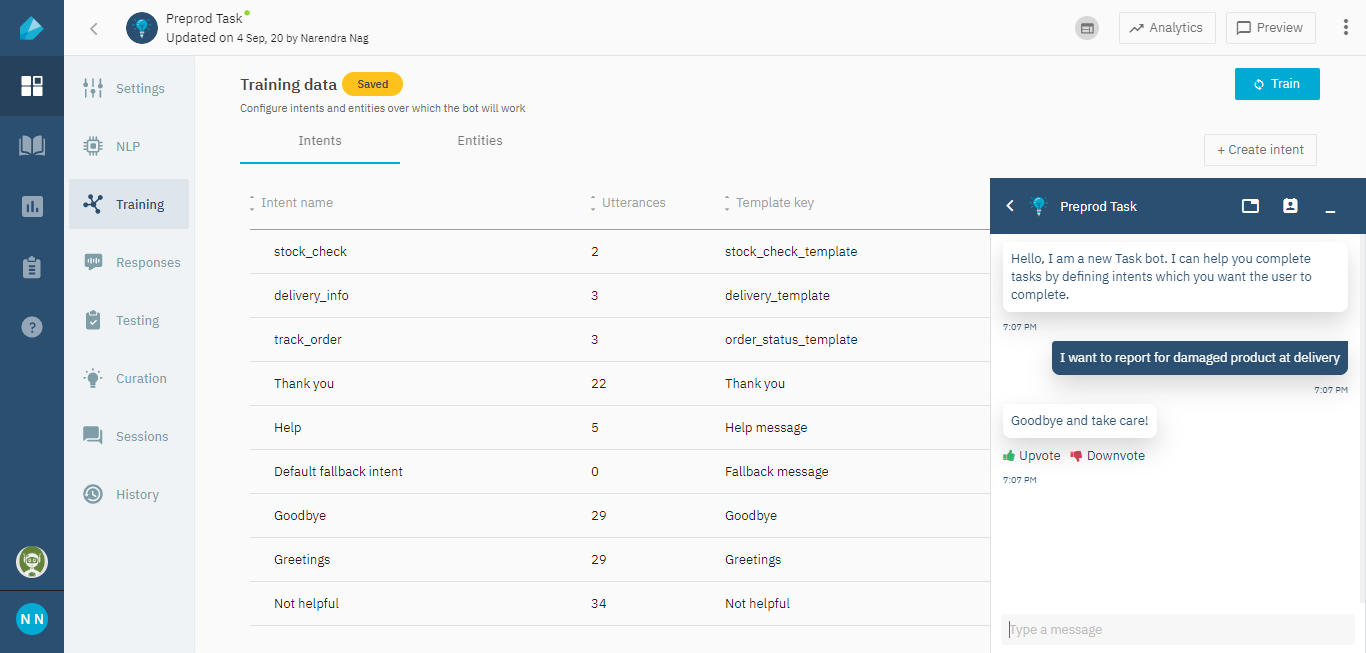 Preprod Task
Updated on 4 Sep, 20 by Narendra Nag
Analytics
Preview
Settings
NLP
Training
Responses
Testing
Curation
Sessions
History
?
N N
Training data Saved
Configure intents and entities over which the bot will work
Train
Intents Entities
+ Create intent
Intent name Utterances Template key
stock_check 2 stock_check_template
delivery_info 3 delivery_template
track_order 3 order_status_template
Thank you 22 Thank you
Help 5 Help message
Default fallback intent 0 Fallback message
Goodbye 29 Goodbye
Greetings 29 Greetings
Not helpful 34 Not helpful
Preprod Task
Hello, I am a new Task bot. I can help you complete
tasks by defining intents which you want the user to
complete.
7:07 PM
I want to report for damaged product at delivery
7:07 PM
Goodbye and take care!
Upvote Downvote
7:07 PM
Type a message